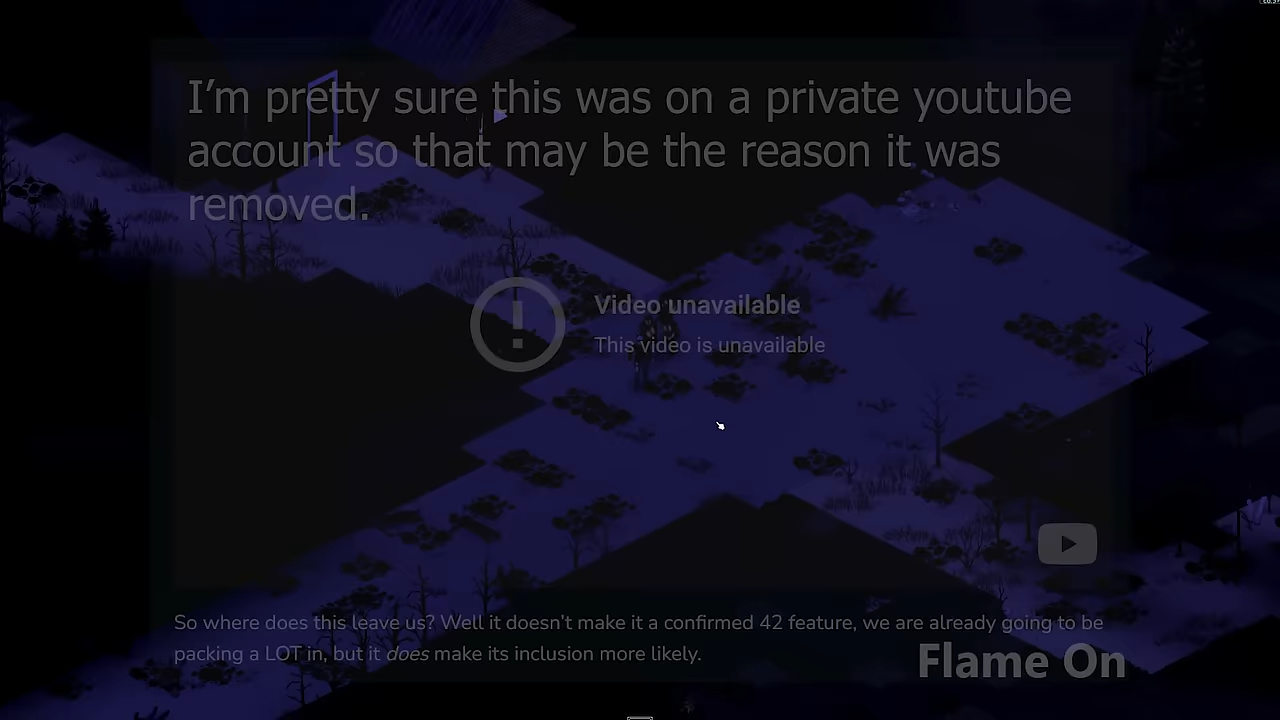 I’m pretty sure this was on a private youtube
account so that may be the reason it was
removed.
Video unavailable
This video is unavailable
So where does this leave us? Well it doesn’t make it a confirmed 42 feature, we are already going to be
packing a LOT in, but it does make its inclusion more likely.
Flame On